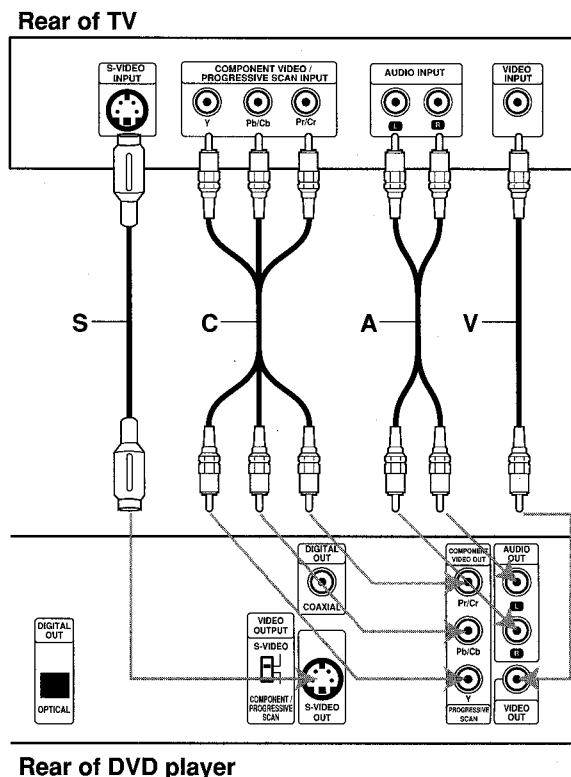 Rear of TV
S-VIDEO
INPUT
COMPONENT VIDEO /
PROGRESSIVE SCAN INPUT
Y
Pb/Cb
Pr/Cr
AUDIO INPUT
L
R
VIDEO
INPUT
S
C
A
V
DIGITAL
OUT
OPTICAL
VIDEO
OUTPUT
S-VIDEO
COMPONENT /
PROGRESSIVE
SCAN
DIGITAL
OUT
COAXIAL
S-VIDEO
OUT
COMPONENT
VIDEO OUT
Pr/Cr
Pb/Cb
Y
PROGRESSIVE
SCAN
AUDIO
OUT
L
R
VIDEO
OUT
Rear of DVD player